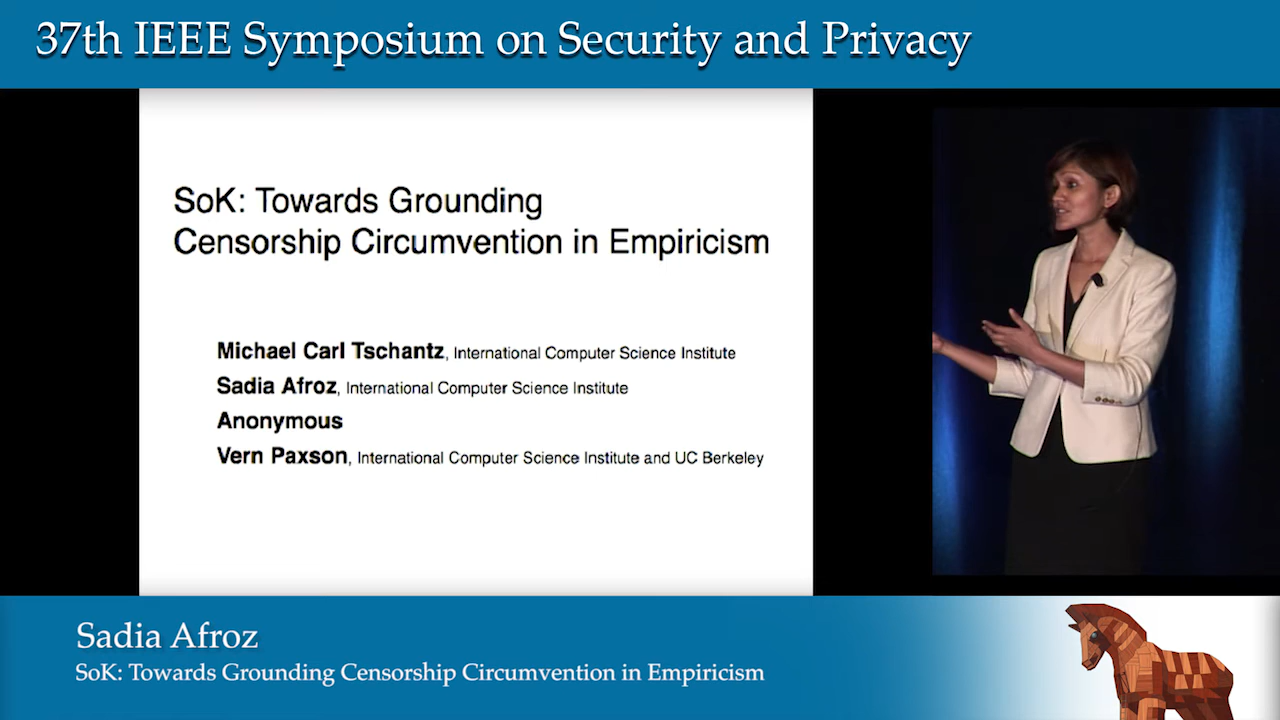 37th IEEE Symposium on Security and Privacy
SoK: Towards Grounding
Censorship Circumvention in Empiricism
Michael Carl Tschantz, International Computer Science Institute
Sadia Afroz, International Computer Science Institute
Anonymous
Vern Paxson, International Computer Science Institute and UC Berkeley
Sadia Afroz
SoK: Towards Grounding Censorship Circumvention in Empiricism